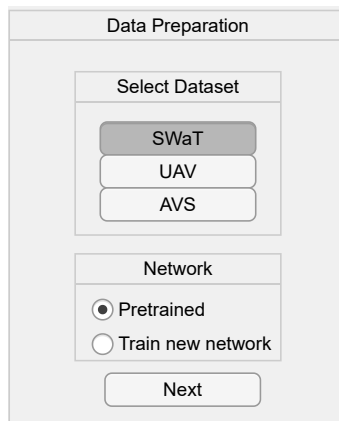 Data Preparation
Select Dataset
SWaT
UAV
AVS
Network
Pretrained
Train new network
Next